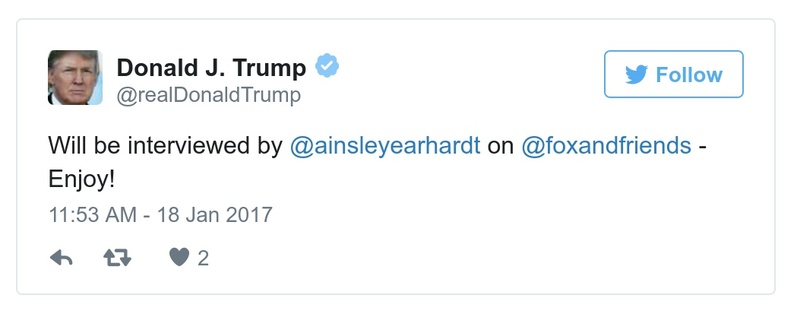 Donald J. Trump
@realDonaldTrump
Follow
Will be interviewed by @ainsleyearhardt on @foxandfriends -
Enjoy!
11:53 AM - 18 Jan 2017
2